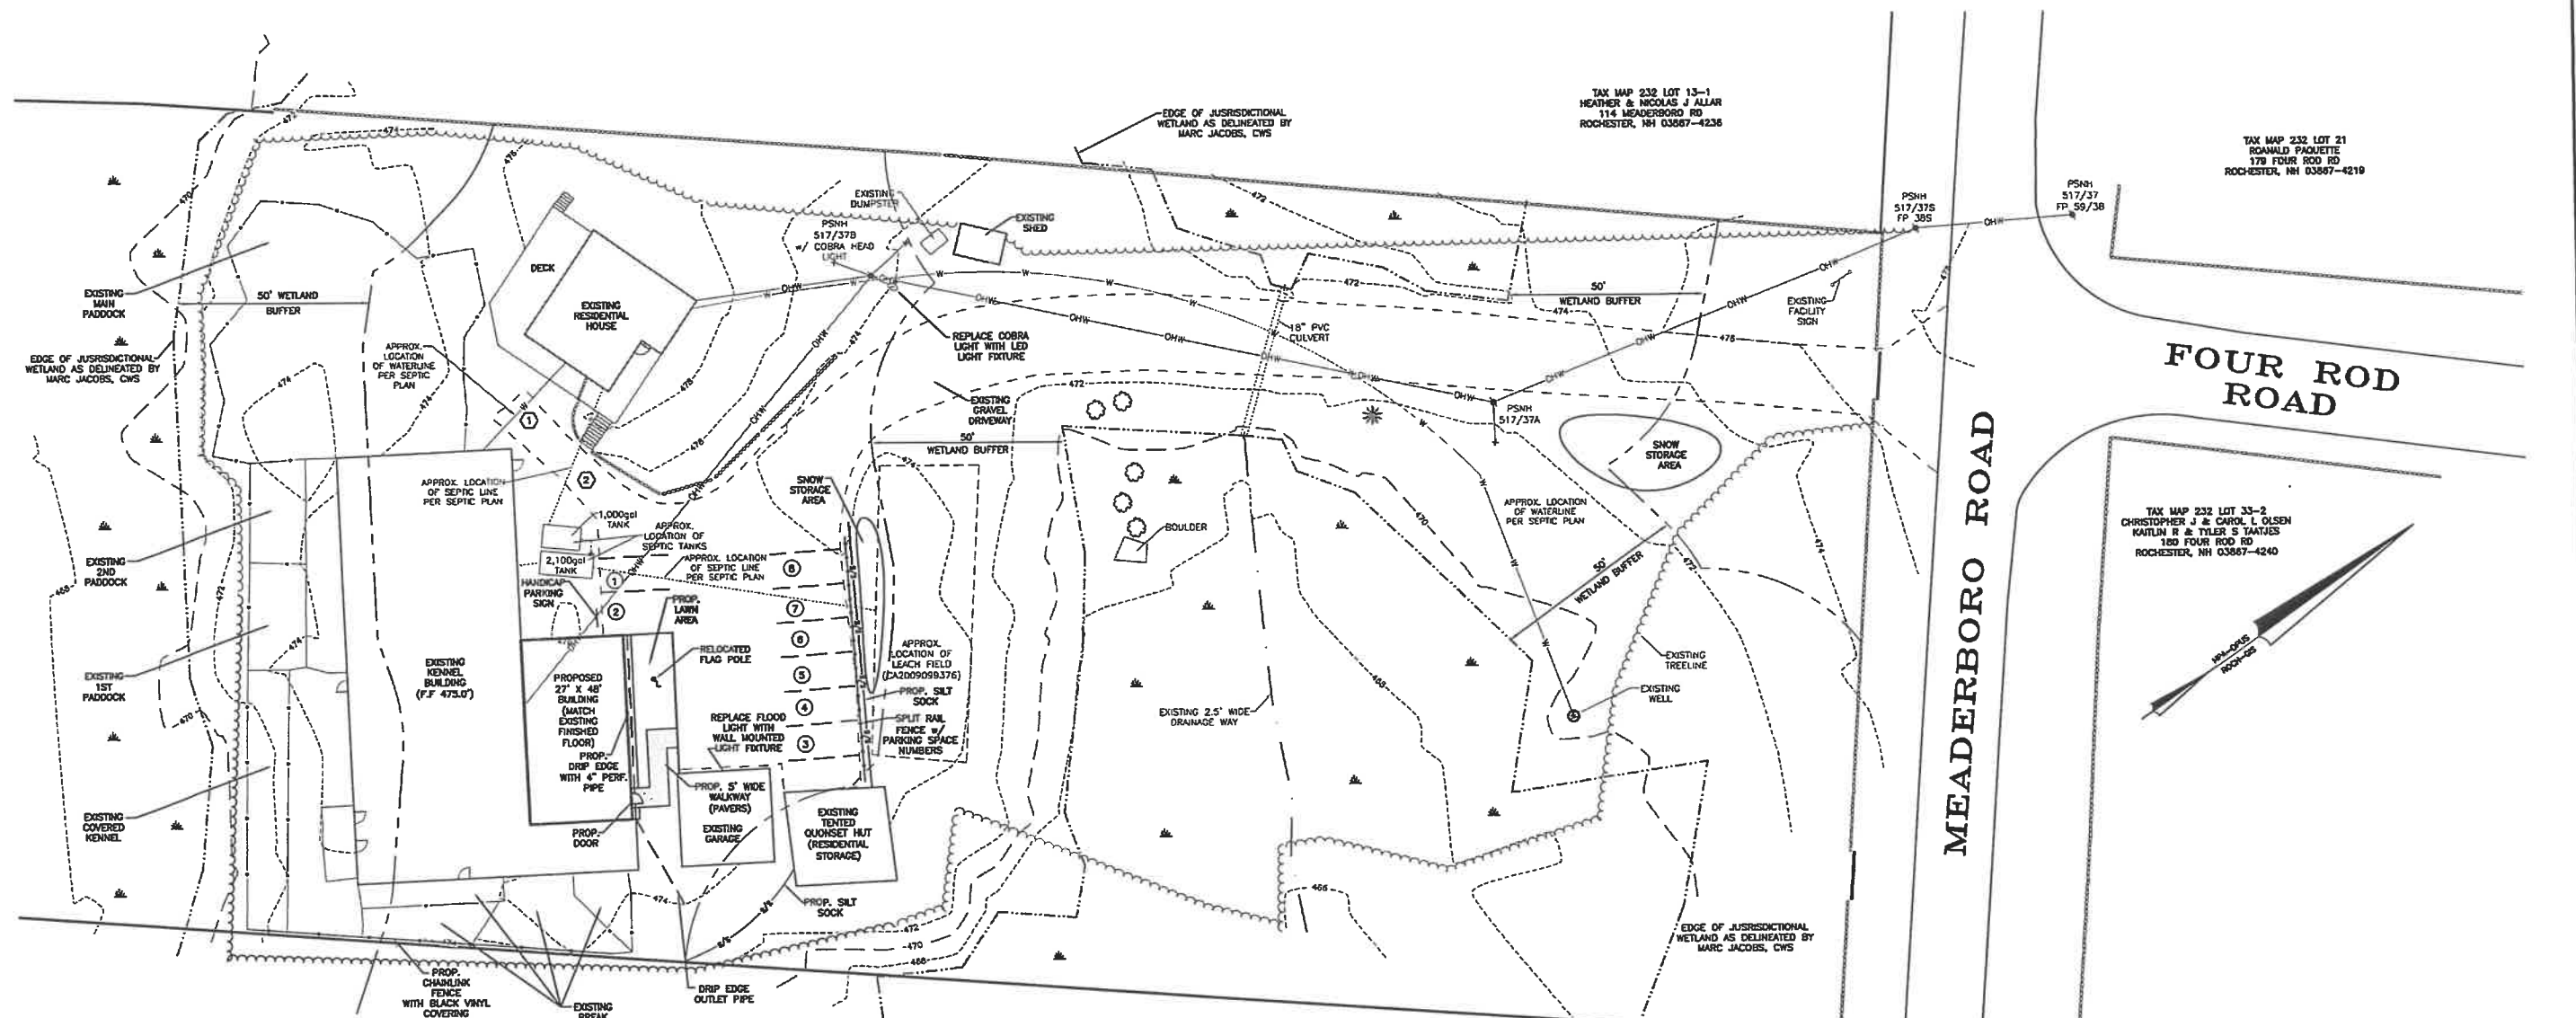 TAX MAP 232 LOT 13-1
HEATHER & NICOLAS J ALLAR
114 MEADERBORO RD
ROCHESTER, NH 03867-4236
TAX MAP 232 LOT 21
ROANALD PAQUETTE
179 FOUR ROD RD
ROCHESTER, NH 03867-4219
EDGE OF JUSRISDICTIONAL
WETLAND AS DELINEATED BY
MARC JACOBS, CWS
PSNH
517/37S
FP 38S
PSNH
517/37
FP 59/38
OHW
EXISTING
DUMPSTER
EXISTING
SHED
PSNH
517/37B
w/ COBRA HEAD
LIGHT
DECK
EXISTING
RESIDENTIAL
HOUSE
EXISTING
MAIN
PADDOCK
50' WETLAND
BUFFER
EDGE OF JUSRISDICTIONAL
WETLAND AS DELINEATED BY
MARC JACOBS, CWS
APPROX.
LOCATION
OF WATERLINE
PER SEPTIC
PLAN
REPLACE COBRA
LIGHT WITH LED
LIGHT FIXTURE
18" PVC
CULVERT
50'
WETLAND BUFFER
EXISTING
FACILITY
SIGN
FOUR ROD
ROAD
EXISTING
GRAVEL
DRIVEWAY
PSNH
517/37A
50'
WETLAND BUFFER
SNOW
STORAGE
AREA
1
2
APPROX. LOCATION
OF SEPTIC LINE
PER SEPTIC PLAN
SNOW
STORAGE
AREA
BOULDER
APPROX. LOCATION
OF WATERLINE
PER SEPTIC PLAN
50'
WETLAND BUFFER
TAX MAP 232 LOT 33-2
CHRISTOPHER J & CAROL L OLSEN
KAITLIN R & TYLER S TAATJES
180 FOUR ROD RD
ROCHESTER, NH 03867-4240
MEADERBORO ROAD
1,000gal
TANK
APPROX.
LOCATION OF
SEPTIC TANKS
2,100gal
TANK
APPROX. LOCATION
OF SEPTIC LINE
PER SEPTIC PLAN
HANDICAP
PARKING
SIGN
1
2
8
7
6
5
4
3
PROP.
LAWN
AREA
RELOCATED
FLAG POLE
EXISTING
2ND
PADDOCK
EXISTING
1ST
PADDOCK
EXISTING
COVERED
KENNEL
EXISTING
KENNEL
BUILDING
(F.F 475.0')
PROPOSED
27' X 48'
BUILDING
(MATCH
EXISTING
FINISHED
FLOOR)
PROP.
DRIP EDGE
WITH 4" PERF.
PIPE
REPLACE FLOOD
LIGHT WITH
WALL MOUNTED
LIGHT FIXTURE
APPROX.
LOCATION OF
LEACH FIELD
(CA2009099376)
PROP. SILT
SOCK
SPLIT RAIL
FENCE w/
PARKING SPACE
NUMBERS
EXISTING 2.5' WIDE
DRAINAGE WAY
EXISTING
TREELINE
EXISTING
WELL
PROP. 5' WIDE
WALKWAY
(PAVERS)
EXISTING
GARAGE
PROP.
DOOR
EXISTING
TENTED
QUONSET HUT
(RESIDENTIAL
STORAGE)
PROP. SILT
SOCK
EDGE OF JUSRISDICTIONAL
WETLAND AS DELINEATED BY
MARC JACOBS, CWS
PROP.
CHAINLINK
FENCE
WITH BLACK VINYL
COVERING
EXISTING
BREAK
DRIP EDGE
OUTLET PIPE